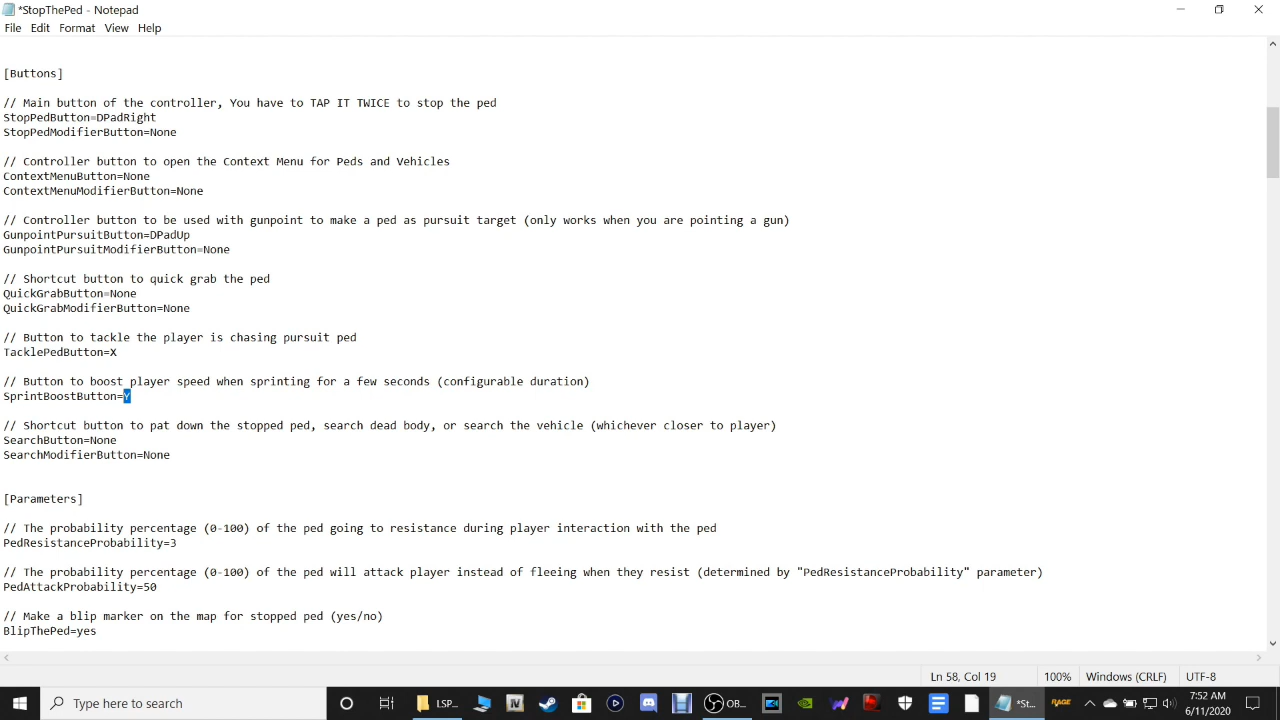 *StopThePed - Notepad
File Edit Format View Help
[Buttons]
// Main button of the controller, You have to TAP IT TWICE to stop the ped
StopPedButton=DPadRight
StopPedModifierButton=None
// Controller button to open the Context Menu for Peds and Vehicles
ContextMenuButton=None
ContextMenuModifierButton=None
// Controller button to be used with gunpoint to make a ped as pursuit target (only works when you are pointing a gun)
GunpointPursuitButton=DPadUp
GunpointPursuitModifierButton=None
// Shortcut button to quick grab the ped
QuickGrabButton=None
QuickGrabModifierButton=None
// Button to tackle the player is chasing pursuit ped
TacklePedButton=X
// Button to boost player speed when sprinting for a few seconds (configurable duration)
SprintBoostButton=Y
// Shortcut button to pat down the stopped ped, search dead body, or search the vehicle (whichever closer to player)
SearchButton=None
SearchModifierButton=None
[Parameters]
// The probability percentage (0-100) of the ped going to resistance during player interaction with the ped
PedResistanceProbability=3
// The probability percentage (0-100) of the ped will attack player instead of fleeing when they resist (determined by "PedResistanceProbability" parameter)
PedAttackProbability=50
// Make a blip marker on the map for stopped ped (yes/no)
BlipThePed=yes
Ln 58, Col 19 100% Windows (CRLF) UTF-8
Type here to search LSP... IV OB... RAGE *St... 7:52 AM
6/11/2020